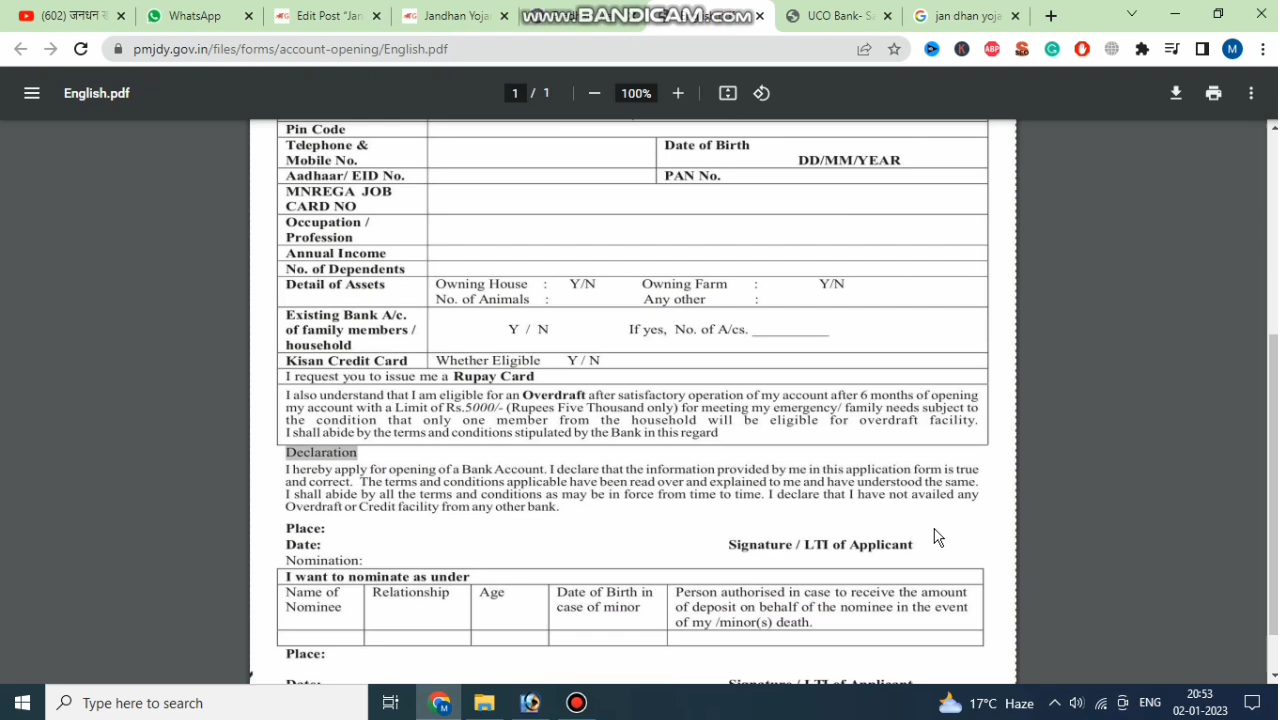 (602) जनधन
WhatsApp
Edit Post "Jan
Jandhan Yoja
www.BANDICAM.com
UCO Bank- Sa
jan dhan yoja
pmjdy.gov.in/files/forms/account-opening/English.pdf
English.pdf
1 / 1
100%
Pin Code
Telephone & Mobile No.
Date of Birth
DD/MM/YEAR
Aadhaar/ EID No.
PAN No.
MNREGA JOB
CARD NO
Occupation /
Profession
Annual Income
No. of Dependents
Detail of Assets
Owning House : Y/N Owning Farm : Y/N
No. of Animals : Any other :
Existing Bank A/c.
of family members /
household
Y / N If yes, No. of A/cs. __________
Kisan Credit Card
Whether Eligible Y / N
I request you to issue me a Rupay Card
I also understand that I am eligible for an Overdraft after satisfactory operation of my account after 6 months of opening
my account with a Limit of Rs.5000/- (Rupees Five Thousand only) for meeting my emergency/ family needs subject to
the condition that only one member from the household will be eligible for overdraft facility.
I shall abide by the terms and conditions stipulated by the Bank in this regard
Declaration
I hereby apply for opening of a Bank Account. I declare that the information provided by me in this application form is true
and correct. The terms and conditions applicable have been read over and explained to me and have understood the same.
I shall abide by all the terms and conditions as may be in force from time to time. I declare that I have not availed any
Overdraft or Credit facility from any other bank.
Place:
Date:
Signature / LTI of Applicant
Nomination:
I want to nominate as under
Name of
Nominee
Relationship
Age
Date of Birth in
case of minor
Person authorised in case to receive the amount
of deposit on behalf of the nominee in the event
of my /minor(s) death.
Place:
Date:
Signature / LTI of Applicant
Type here to search
17°C Haze
ENG
20:53
02-01-2023